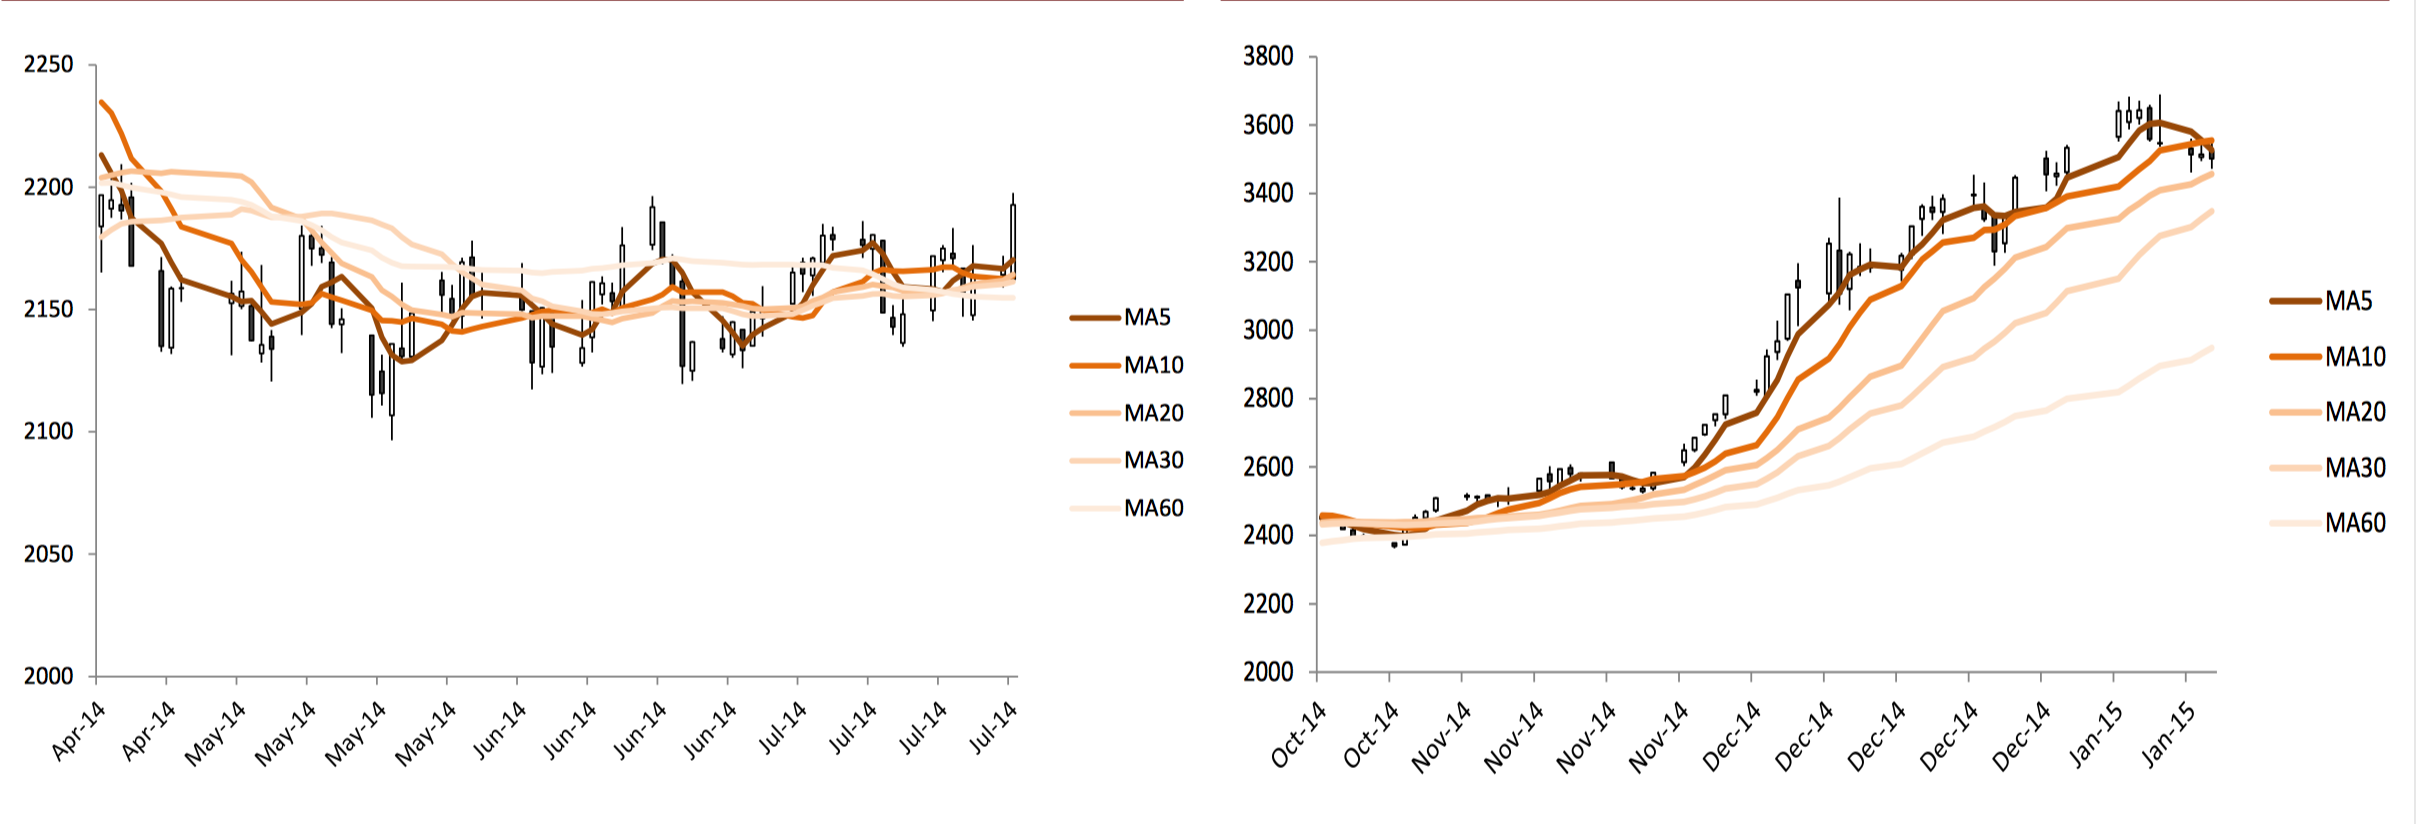 2250
2200
2150
2100
2050
2000
Apr-14
Apr-14
May-14
May-14
May-14
May-14
Jun-14
Jun-14
Jun-14
Jun-14
Jul-14
Jul-14
Jul-14
Jul-14
MA5
MA10
MA20
MA30
MA60
3800
3600
3400
3200
3000
2800
2600
2400
2200
2000
Oct-14
Oct-14
Nov-14
Nov-14
Nov-14
Nov-14
Dec-14
Dec-14
Dec-14
Dec-14
Dec-14
Jan-15
Jan-15
MA5
MA10
MA20
MA30
MA60